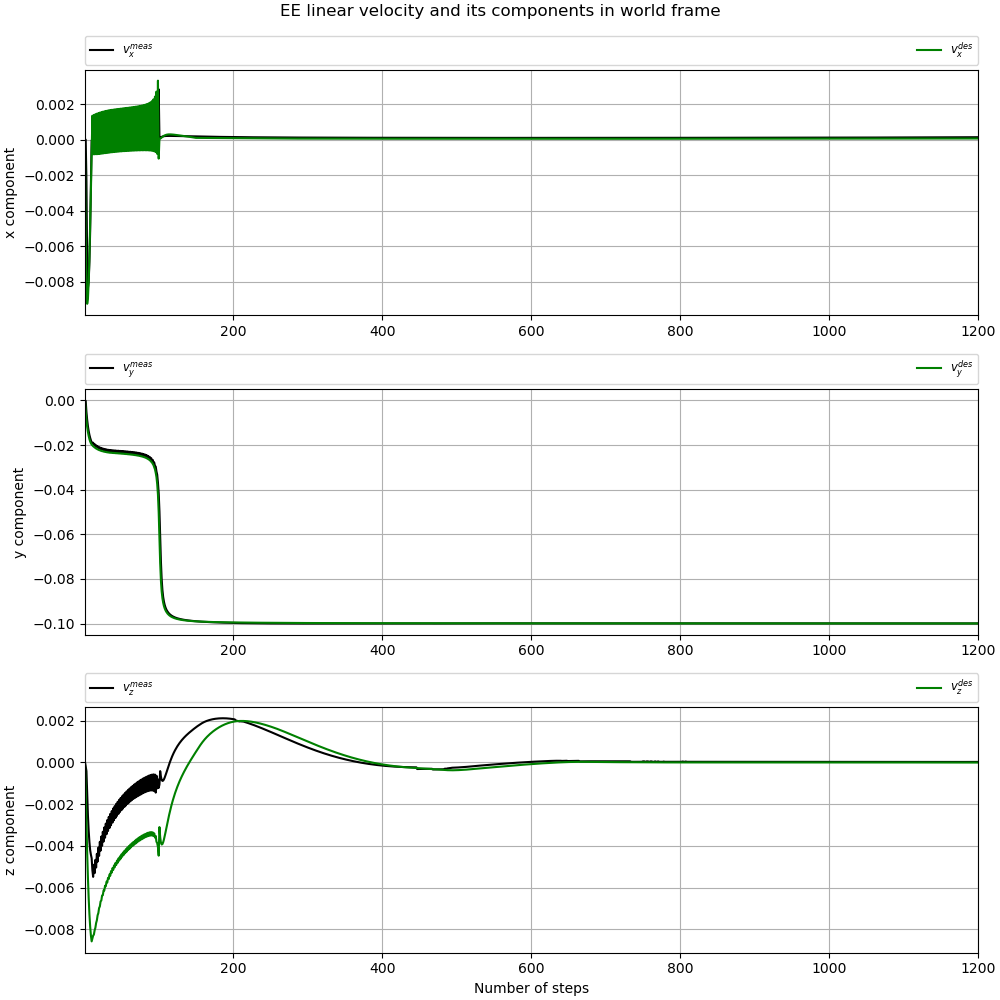 EE linear velocity and its components in world frame
v_x^{meas} v_x^{des}
0.002
0.000
−0.002
−0.004
−0.006
−0.008
x component
200 400 600 800 1000 1200
v_y^{meas} v_y^{des}
0.00
−0.02
−0.04
−0.06
−0.08
−0.10
y component
200 400 600 800 1000 1200
v_z^{meas} v_z^{des}
0.002
0.000
−0.002
−0.004
−0.006
−0.008
z component
200 400 600 800 1000 1200
Number of steps